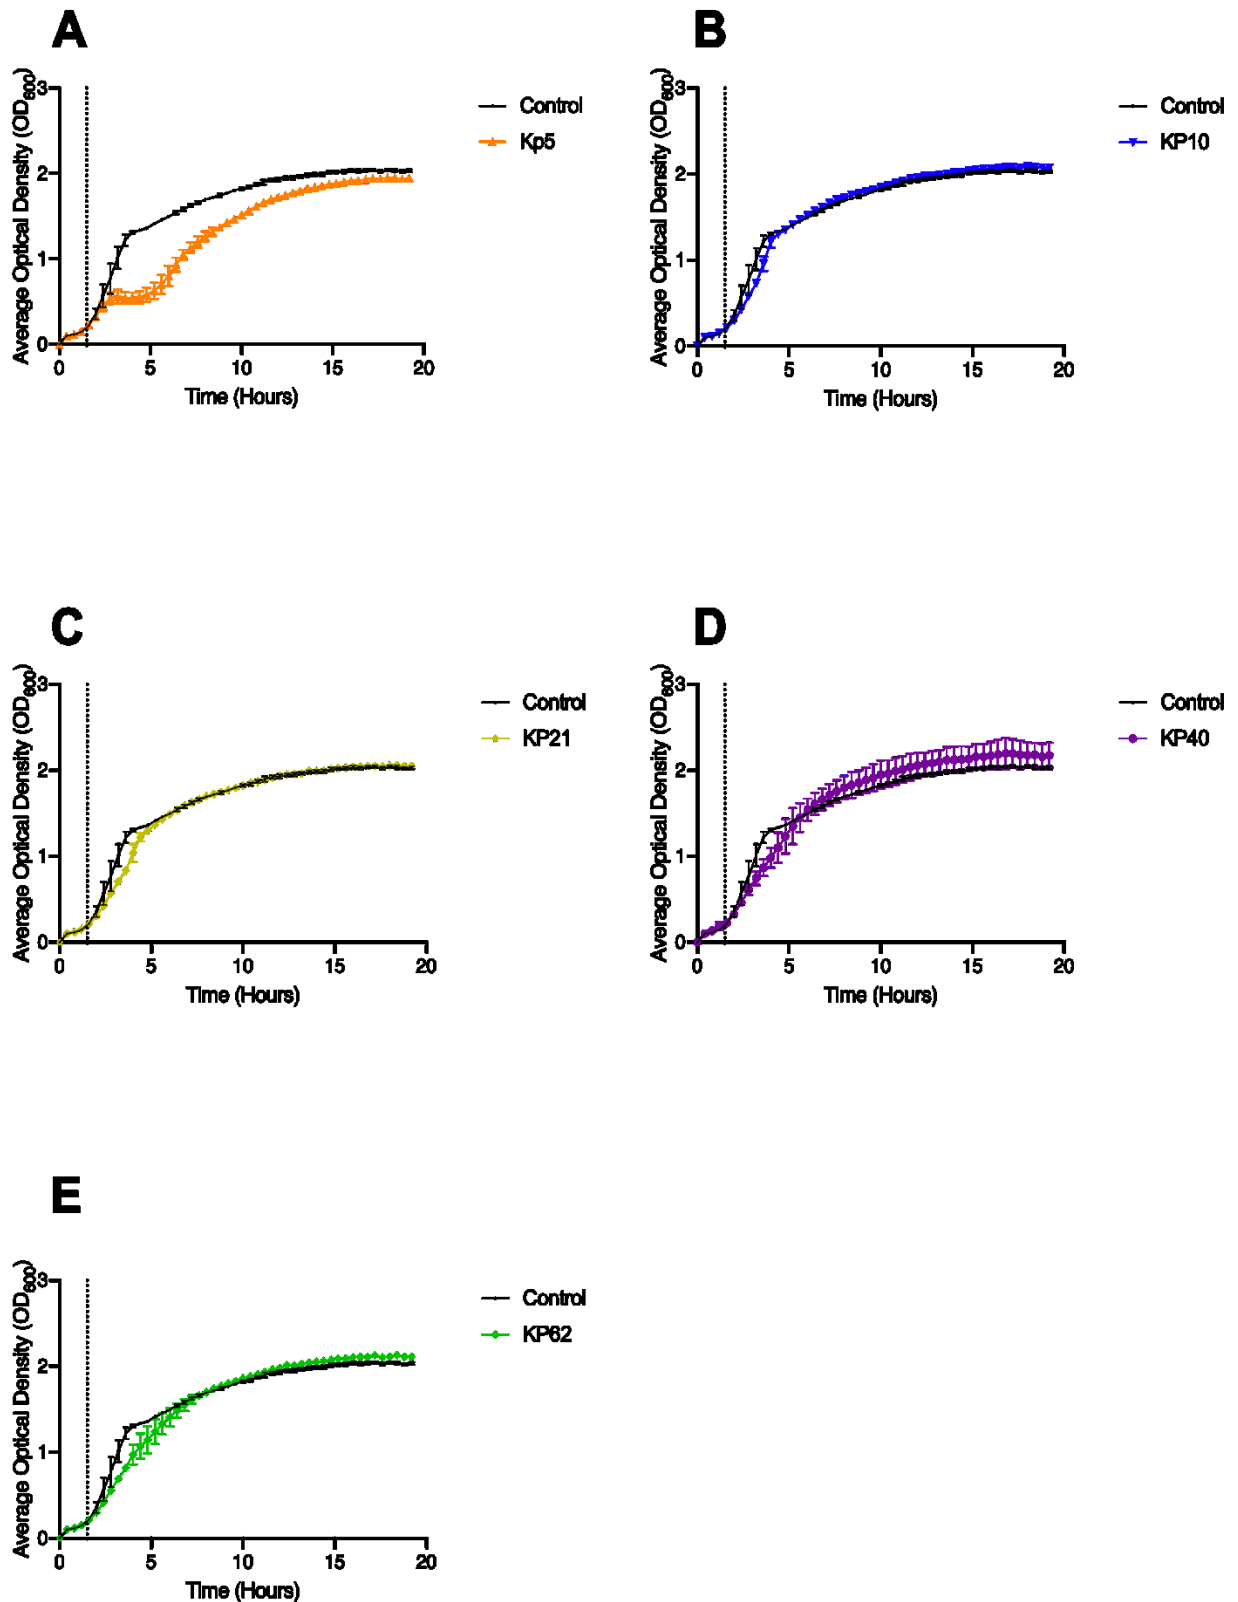 A
Average Optical Density (OD600)
3
2
1
0
0 5 10 15 20
Time (Hours)
Control
Kp5
B
Average Optical Density (OD600)
3
2
1
0
0 5 10 15 20
Time (Hours)
Control
KP10
C
Average Optical Density (OD600)
3
2
1
0
0 5 10 15 20
Time (Hours)
Control
KP21
D
Average Optical Density (OD600)
3
2
1
0
0 5 10 15 20
Time (Hours)
Control
KP40
E
Average Optical Density (OD600)
3
2
1
0
0 5 10 15 20
Time (Hours)
Control
KP62